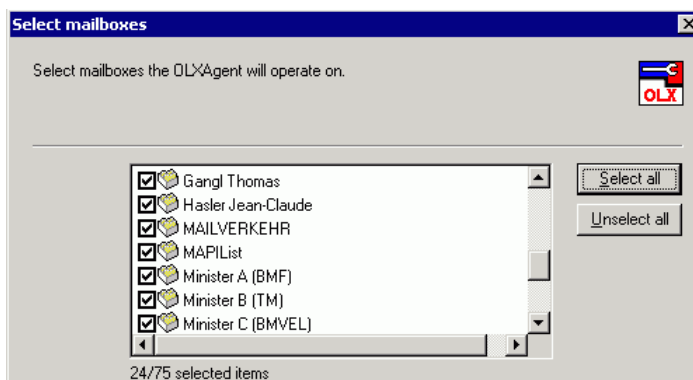 Select mailboxes
Select mailboxes the OLXAgent will operate on.
OLX
Gangl Thomas
Hasler Jean-Claude
MAILVERKEHR
MAPIList
Minister A (BMF)
Minister B (TM)
Minister C (BMVEL)
Select all
Unselect all
24/75 selected items